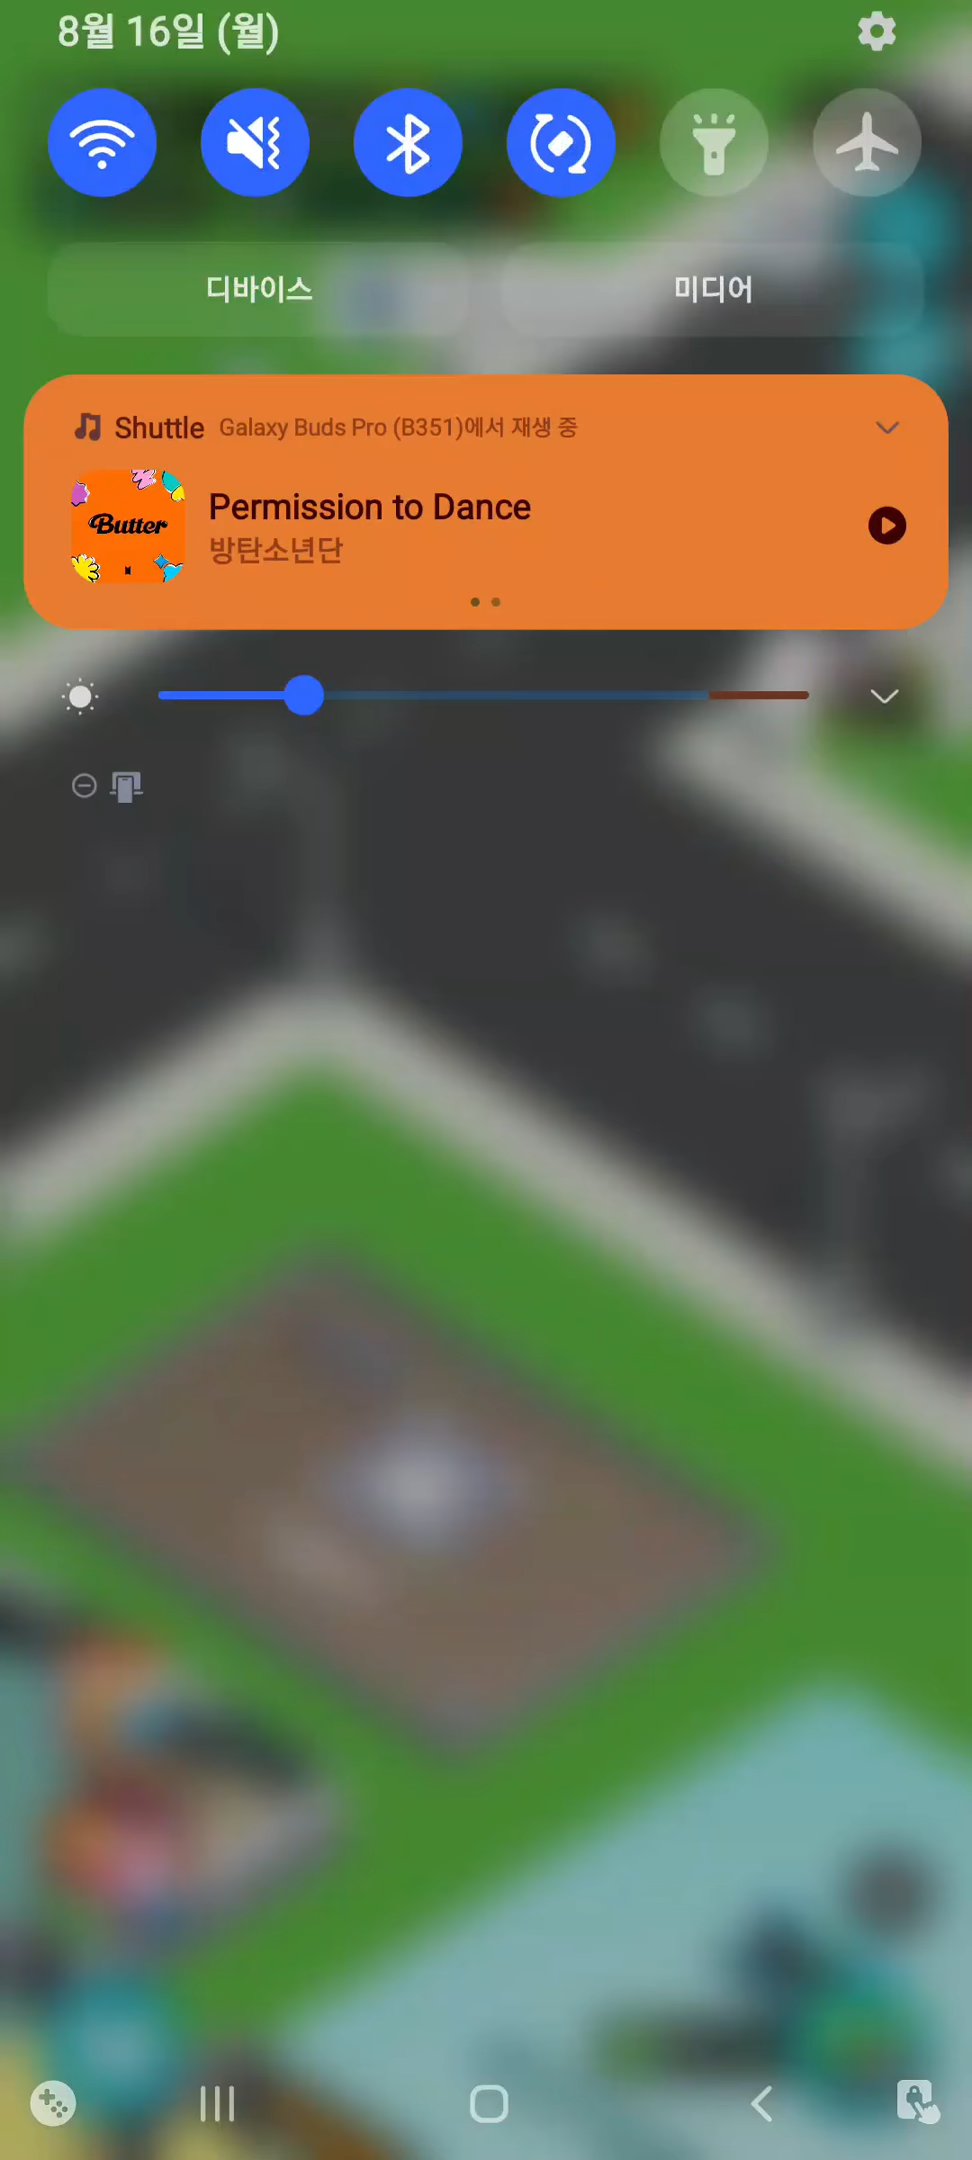 8월 16일 (월)
디바이스
미디어
Shuttle Galaxy Buds Pro (B351)에서 재생 중
Butter
Permission to Dance
방탄소년단